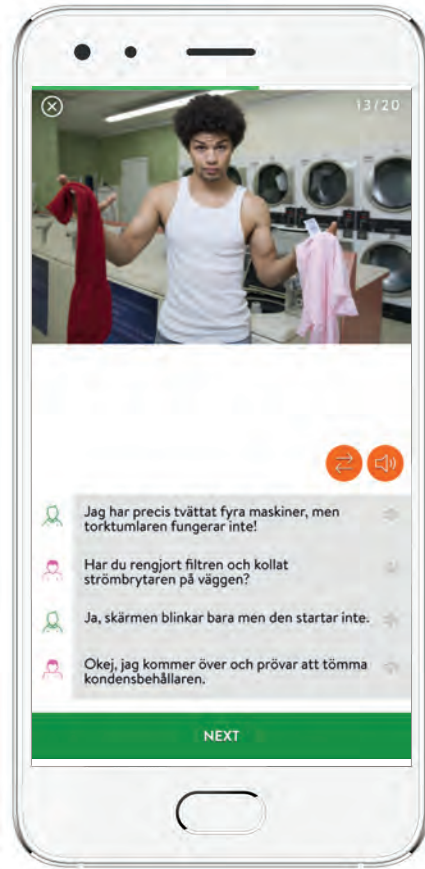 13/20
Jag har precis tvättat fyra maskiner, men
torktumlaren fungerar inte!
Har du rengjort filtren och kollat
strömbrytaren på väggen?
Ja, skärmen blinkar bara men den startar inte.
Okej, jag kommer över och prövar att tömma
kondensbehållaren.
NEXT